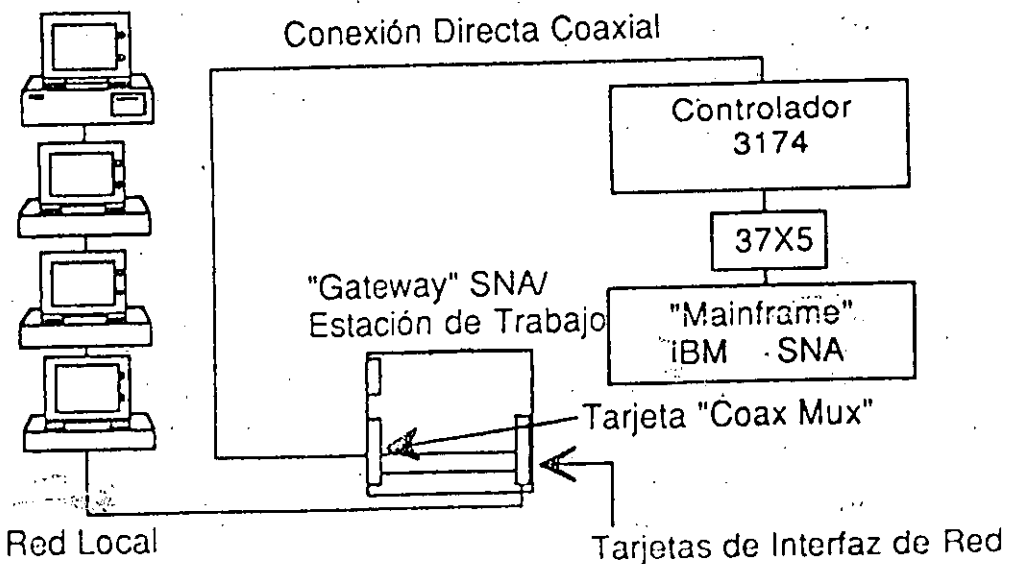 Conexión Directa Coaxial
Controlador
3174
37X5
"Gateway" SNA/
Estación de Trabajo
"Mainframe"
IBM SNA
Tarjeta "Coax Mux"
Red Local
Tarjetas de Interfaz de Red